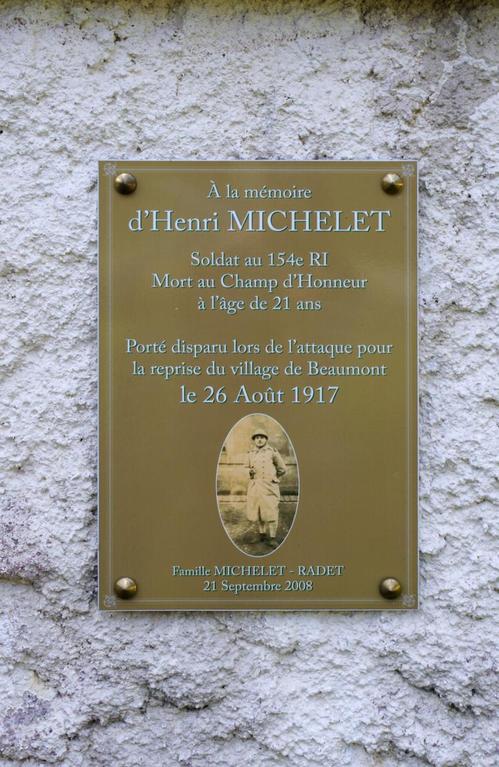 À la mémoire
d'Henri MICHELET
Soldat au 154e RI
Mort au Champ d'Honneur
à l'âge de 21 ans
Porté disparu lors de l'attaque pour
la reprise du village de Beaumont
le 26 Août 1917
Famille MICHELET - RADET
21 Septembre 2008